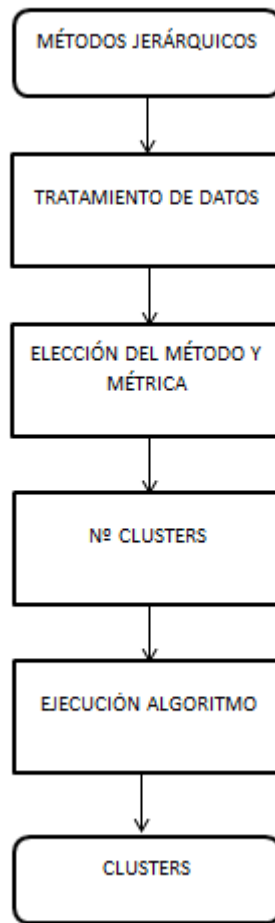 MÉTODOS JERÁRQUICOS
TRATAMIENTO DE DATOS
ELECCIÓN DEL MÉTODO Y
MÉTRICA
Nº CLUSTERS
EJECUCIÓN ALGORITMO
CLUSTERS